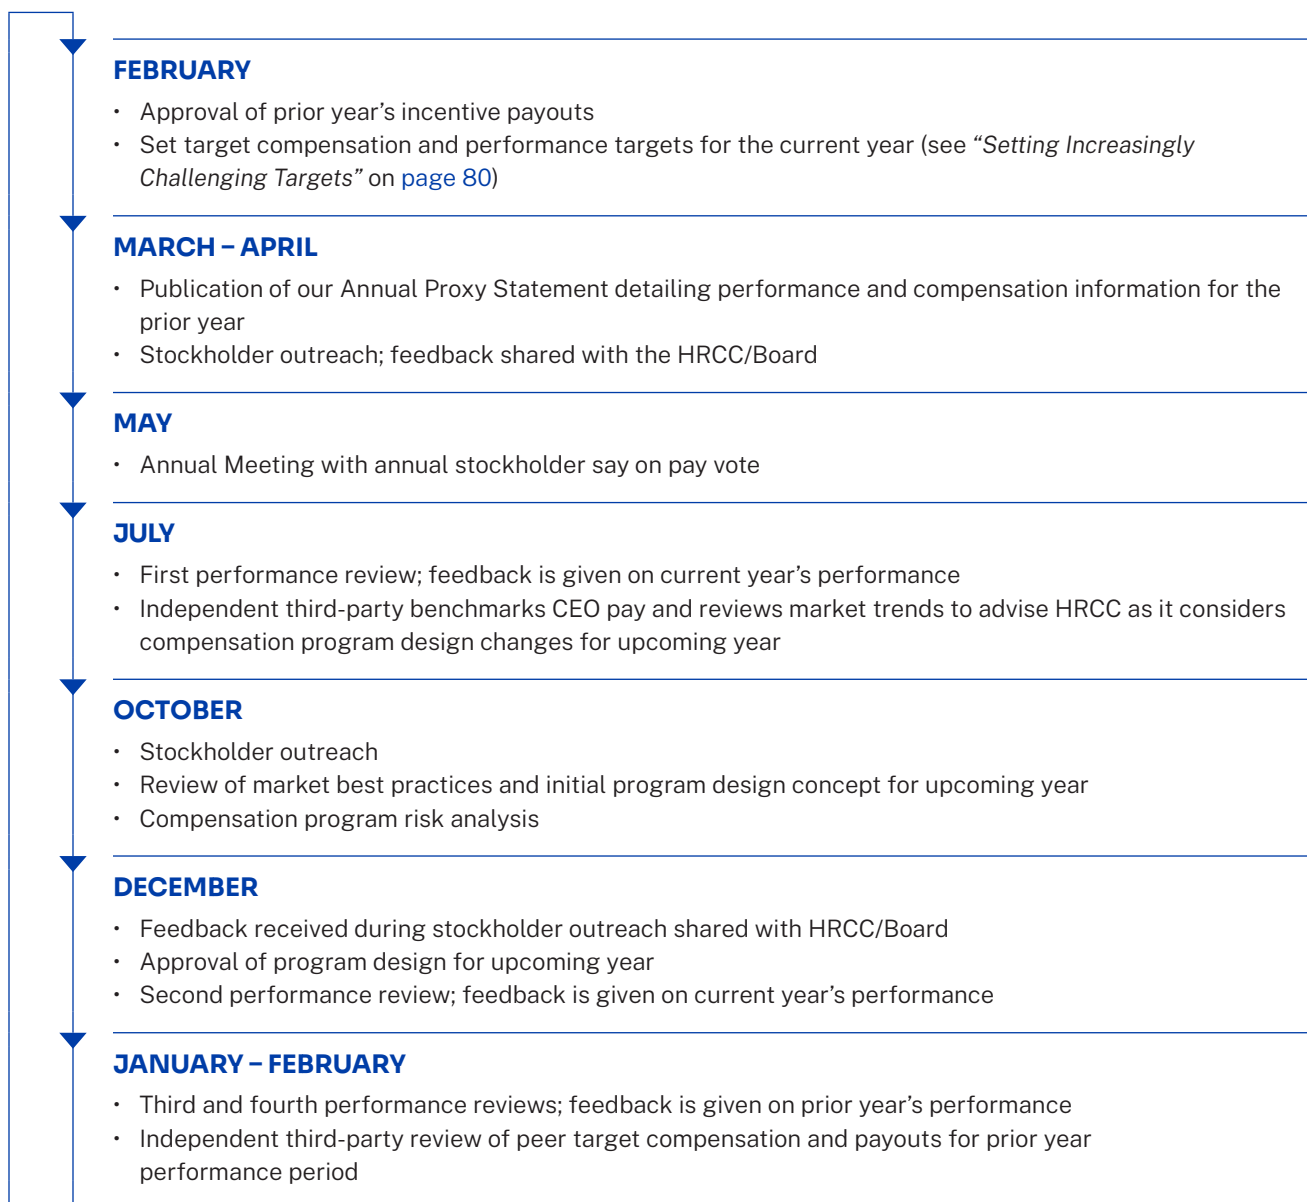 FEBRUARY
• Approval of prior year’s incentive payouts
• Set target compensation and performance targets for the current year (see “Setting Increasingly
Challenging Targets” on page 80)
MARCH – APRIL
• Publication of our Annual Proxy Statement detailing performance and compensation information for the
prior year
• Stockholder outreach; feedback shared with the HRCC/Board
MAY
• Annual Meeting with annual stockholder say on pay vote
JULY
• First performance review; feedback is given on current year’s performance
• Independent third-party benchmarks CEO pay and reviews market trends to advise HRCC as it considers
compensation program design changes for upcoming year
OCTOBER
• Stockholder outreach
• Review of market best practices and initial program design concept for upcoming year
• Compensation program risk analysis
DECEMBER
• Feedback received during stockholder outreach shared with HRCC/Board
• Approval of program design for upcoming year
• Second performance review; feedback is given on current year’s performance
JANUARY – FEBRUARY
• Third and fourth performance reviews; feedback is given on prior year’s performance
• Independent third-party review of peer target compensation and payouts for prior year
performance period